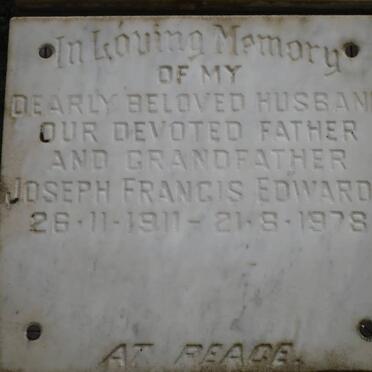 In Loving Memory
OF MY
DEARLY BELOVED HUSBAND
OUR DEVOTED FATHER
AND GRANDFATHER
JOSEPH FRANCIS EDWARD
26·11·1911 - 21·8·1978
AT PEACE.